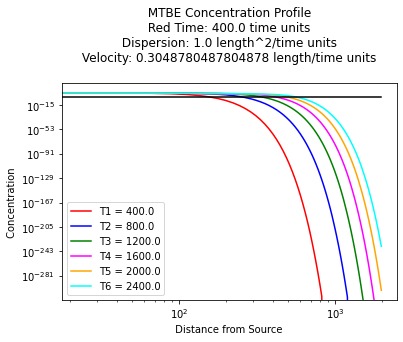 MTBE Concentration Profile
Red Time: 400.0 time units
Dispersion: 1.0 length^2/time units
Velocity: 0.3048780487804878 length/time units
Concentration
10^-15
10^-53
10^-91
10^-129
10^-167
10^-205
10^-243
10^-281
T1 = 400.0
T2 = 800.0
T3 = 1200.0
T4 = 1600.0
T5 = 2000.0
T6 = 2400.0
10^2
10^3
Distance from Source